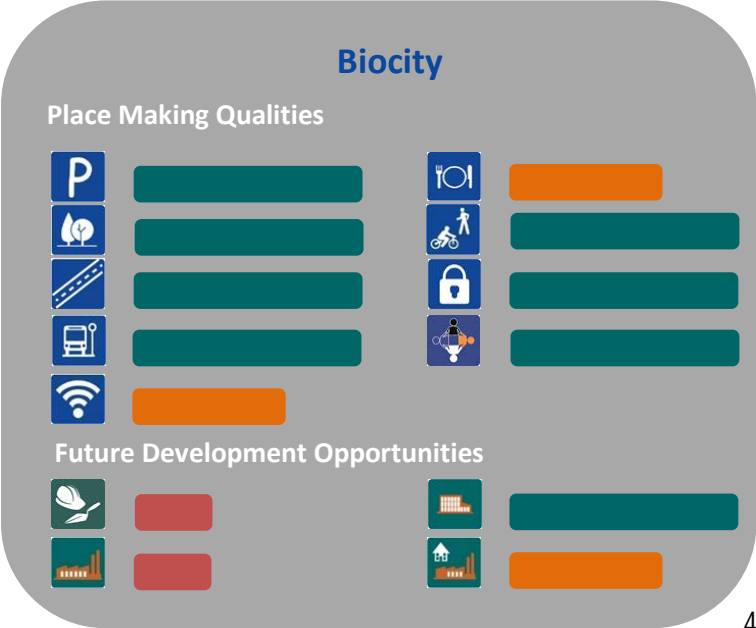 Biocity
Place Making Qualities
P
Future Development Opportunities
4